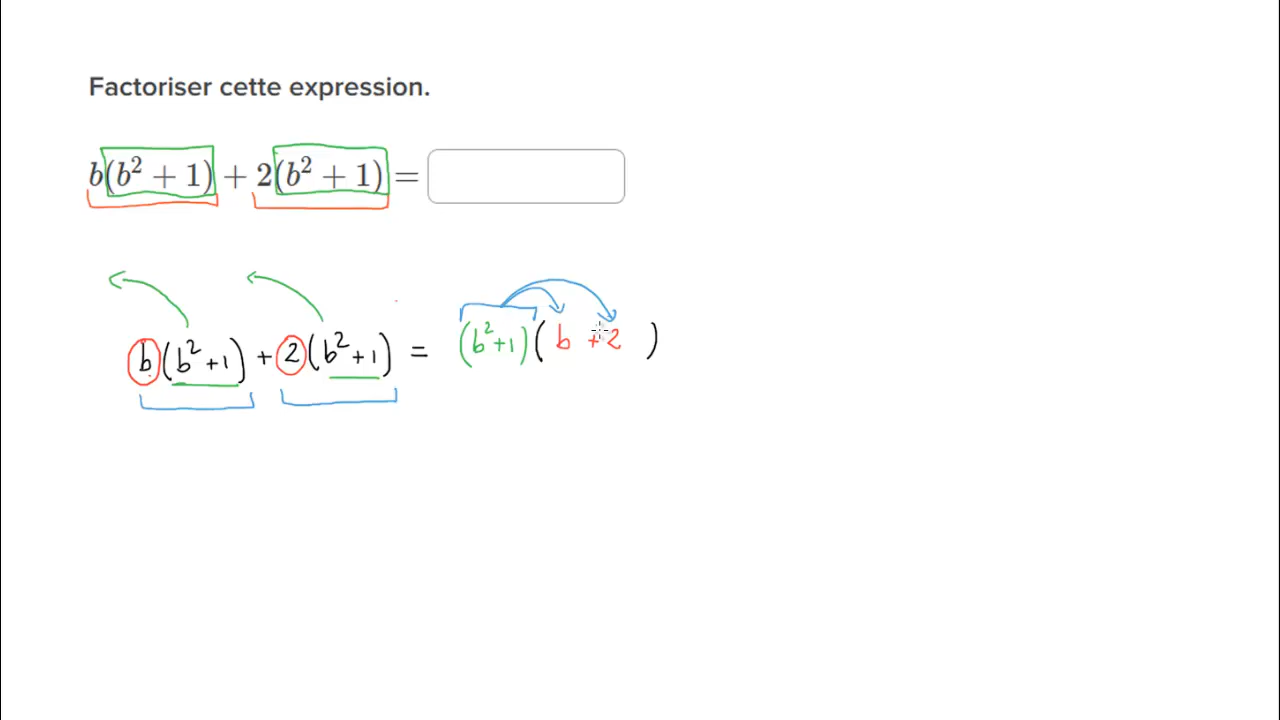 Factoriser cette expression.
b(b² + 1) + 2(b² + 1) =
b(b²+1) + 2(b²+1) = (b²+1)(b +2 )